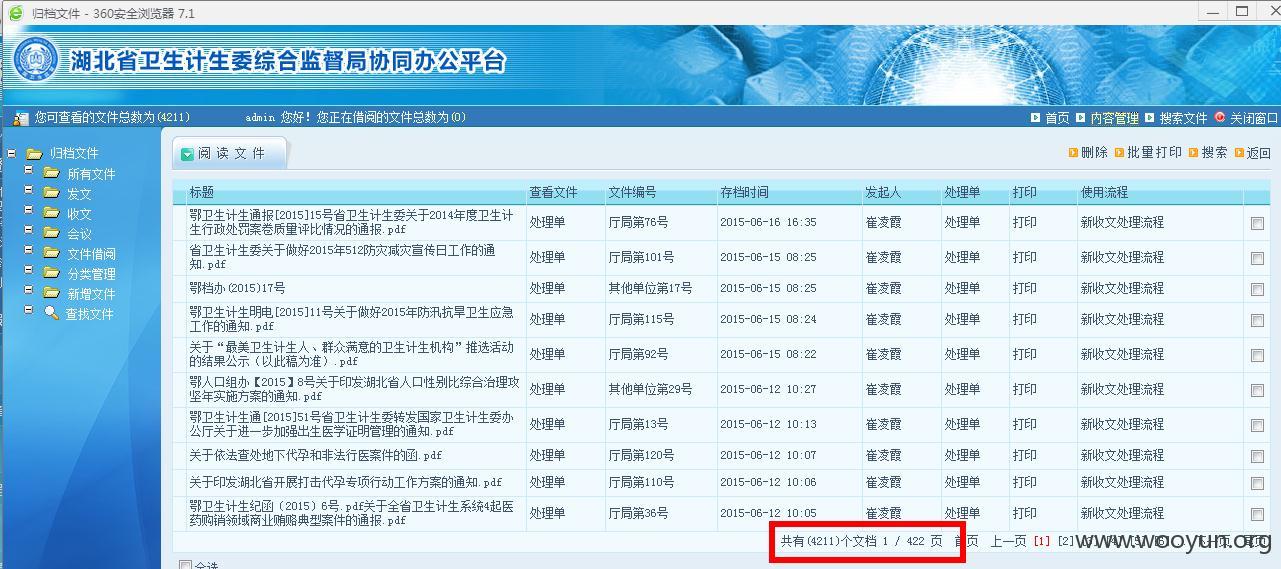 归档文件 - 360安全浏览器 7.1
湖北省卫生计生委综合监督局协同办公平台
您可查看的文件总数为(4211) admin 您好! 您正在借阅的文件总数为(0) 首页 内容管理 搜索文件 关闭窗口
归档文件
所有文件
发文
收文
会议
文件借阅
分类管理
新增文件
查找文件
阅读文件 删除 批量打印 搜索 返回
标题 查看文件 文件编号 存档时间 发起人 处理单 打印 使用流程
鄂卫生计生通报[2015]15号省卫生计生委关于2014年度卫生计
生行政处罚案卷质量评比情况的通报.pdf 处理单 厅局第76号 2015-06-16 16:35 崔凌霞 处理单 打印 新收文处理流程
省卫生计生委关于做好2015年512防灾减灾宣传日工作的通
知.pdf 处理单 厅局第101号 2015-06-15 08:25 崔凌霞 处理单 打印 新收文处理流程
鄂档办(2015)17号 处理单 其他单位第17号 2015-06-15 08:25 崔凌霞 处理单 打印 新收文处理流程
鄂卫生计生明电[2015]11号关于做好2015年防汛抗旱卫生应急
工作的通知.pdf 处理单 厅局第115号 2015-06-15 08:24 崔凌霞 处理单 打印 新收文处理流程
关于“最美卫生计生人、群众满意的卫生计生机构”推选活动
的结果公示（以此稿为准）.pdf 处理单 厅局第92号 2015-06-15 08:22 崔凌霞 处理单 打印 新收文处理流程
鄂人口组办【2015】8号关于印发湖北省人口性别比综合治理攻
坚年实施方案的通知.pdf 处理单 其他单位第29号 2015-06-12 10:27 崔凌霞 处理单 打印 新收文处理流程
鄂卫生计生通[2015]51号省卫生计生委转发国家卫生计生委办
公厅关于进一步加强出生医学证明管理的通知.pdf 处理单 厅局第13号 2015-06-12 10:13 崔凌霞 处理单 打印 新收文处理流程
关于依法查处地下代孕和非法行医案件的函.pdf 处理单 厅局第120号 2015-06-12 10:07 崔凌霞 处理单 打印 新收文处理流程
关于印发湖北省开展打击代孕专项行动工作方案的通知.pdf 处理单 厅局第110号 2015-06-12 10:06 崔凌霞 处理单 打印 新收文处理流程
鄂卫生计生纪函（2015）6号.pdf关于全省卫生计生系统4起医
药购销领域商业贿赂典型案件的通报.pdf 处理单 厅局第36号 2015-06-12 10:05 崔凌霞 处理单 打印 新收文处理流程
共有(4211)个文档 1 / 422 页 首页 上一页 [1] [2]
www.wooyun.org
全选